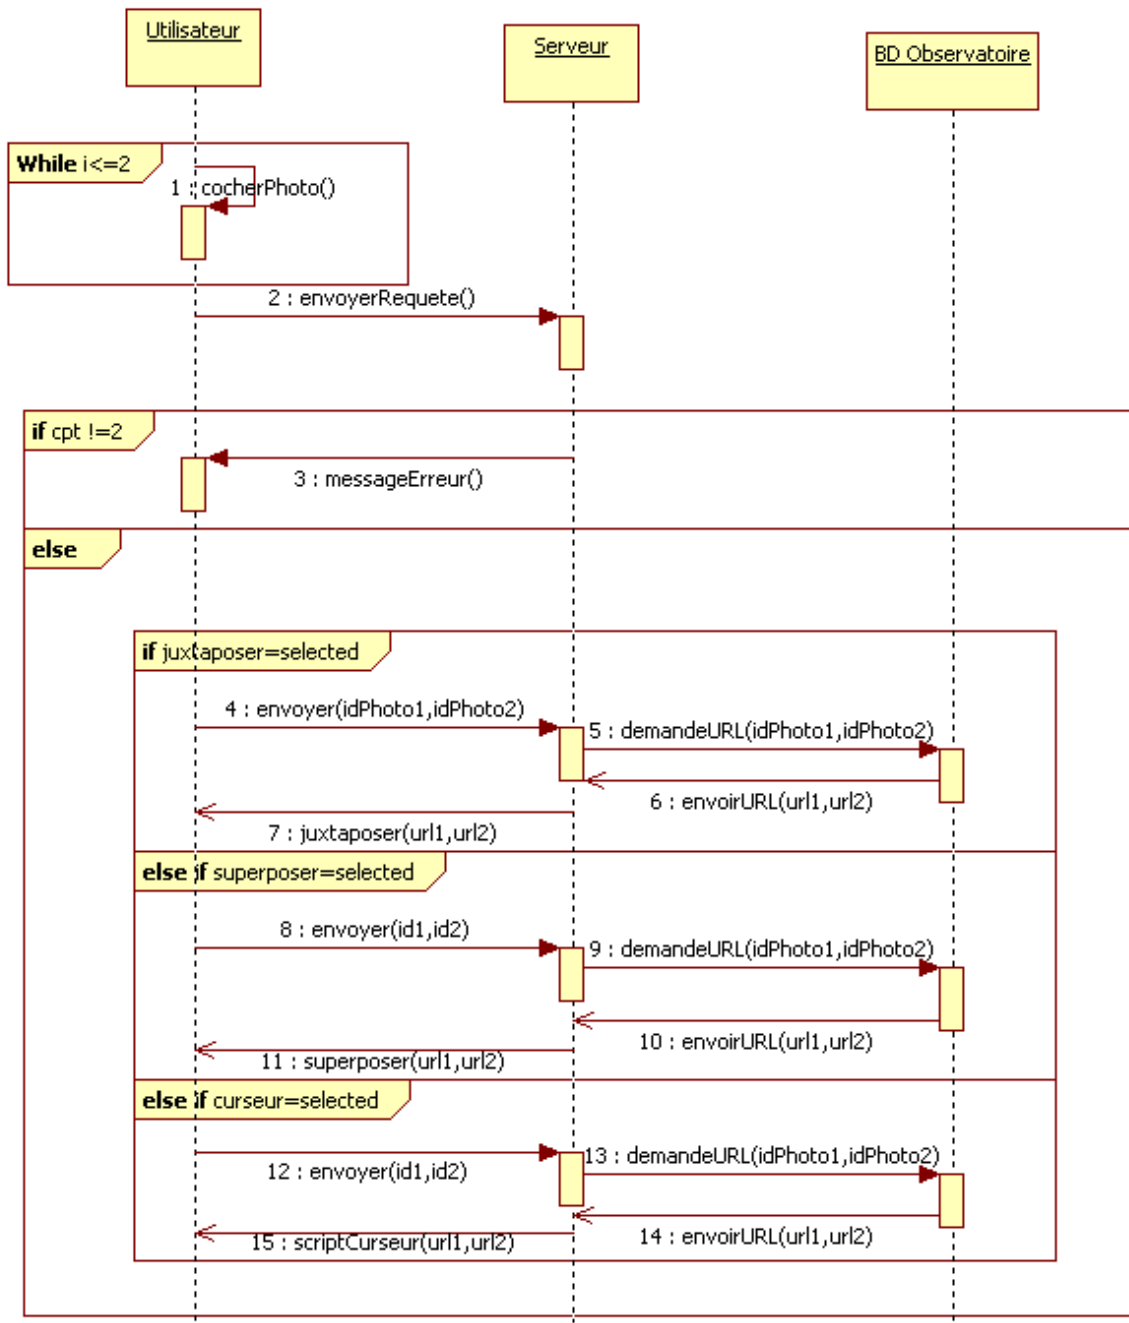 Utilisateur
Serveur
BD Observatoire
While i<=2
1 : cocherPhoto()
2 : envoyerRequete()
if cpt !=2
3 : messageErreur()
else
if juxtaposer=selected
4 : envoyer(idPhoto1,idPhoto2)
5 : demandeURL(idPhoto1,idPhoto2)
6 : envoirURL(url1,url2)
7 : juxtaposer(url1,url2)
else if superposer=selected
8 : envoyer(id1,id2)
9 : demandeURL(idPhoto1,idPhoto2)
10 : envoirURL(url1,url2)
11 : superposer(url1,url2)
else if curseur=selected
12 : envoyer(id1,id2)
13 : demandeURL(idPhoto1,idPhoto2)
14 : envoirURL(url1,url2)
15 : scriptCurseur(url1,url2)